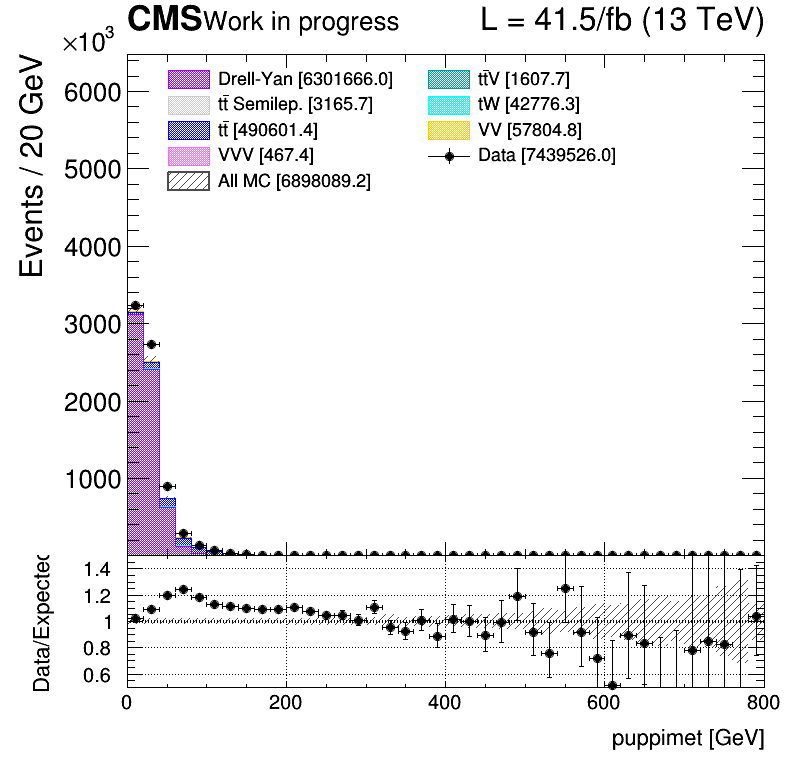 CMS Work in progress L = 41.5/fb (13 TeV)
×10³
Events / 20 GeV
6000
5000
4000
3000
2000
1000
Drell-Yan [6301666.0]
tt̄ Semilep. [3165.7]
tt̄ [490601.4]
VVV [467.4]
All MC [6898089.2]
tt̄V [1607.7]
tW [42776.3]
VV [57804.8]
Data [7439526.0]
Data/Expected
1.4
1.2
1
0.8
0.6
0 200 400 600 800
puppimet [GeV]